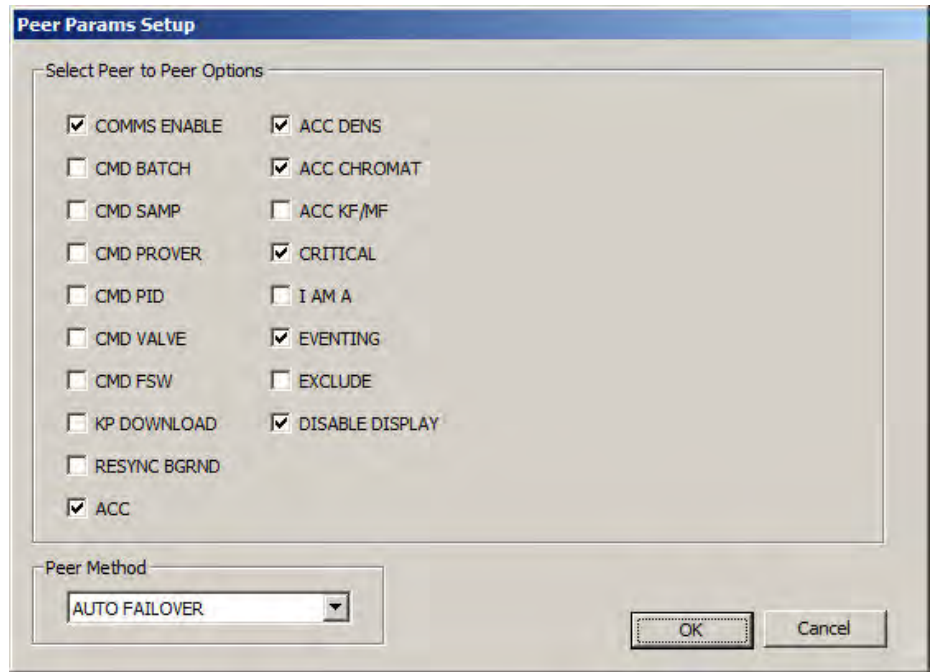 Peer Params Setup
Select Peer to Peer Options
COMMS ENABLE
CMD BATCH
CMD SAMP
CMD PROVER
CMD PID
CMD VALVE
CMD FSW
KP DOWNLOAD
RESYNC BGRND
ACC
ACC DENS
ACC CHROMAT
ACC KF/MF
CRITICAL
I AM A
EVENTING
EXCLUDE
DISABLE DISPLAY
Peer Method
AUTO FAILOVER
OK
Cancel